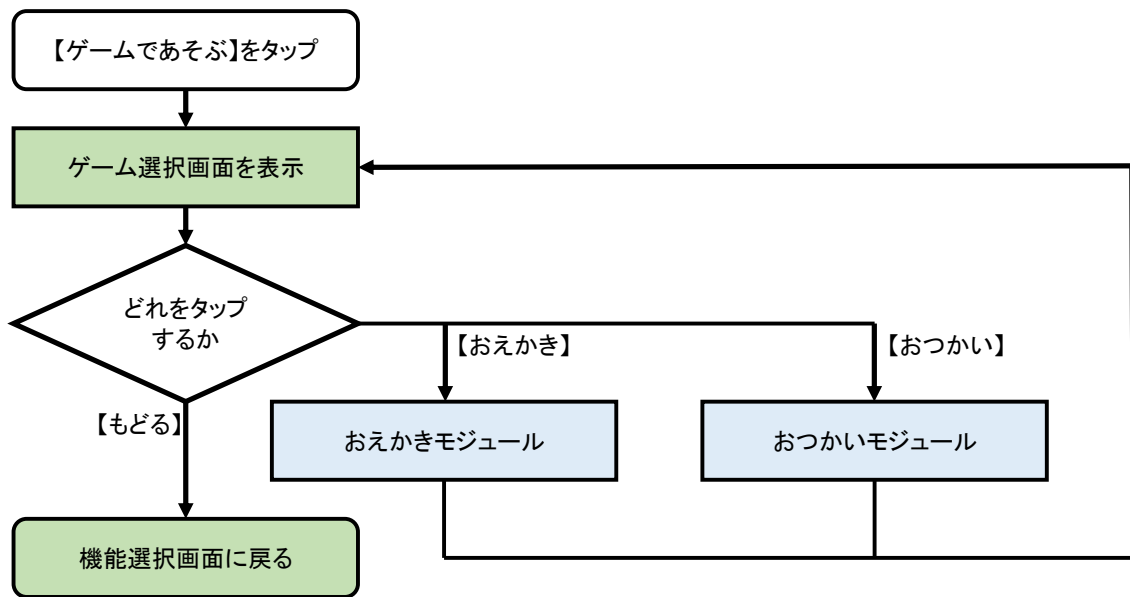 【ゲームであそぶ】をタップ
ゲーム選択画面を表示
どれをタップ
するか
【おえかき】
【おつかい】
【もどる】
おえかきモジュール
おつかいモジュール
機能選択画面に戻る